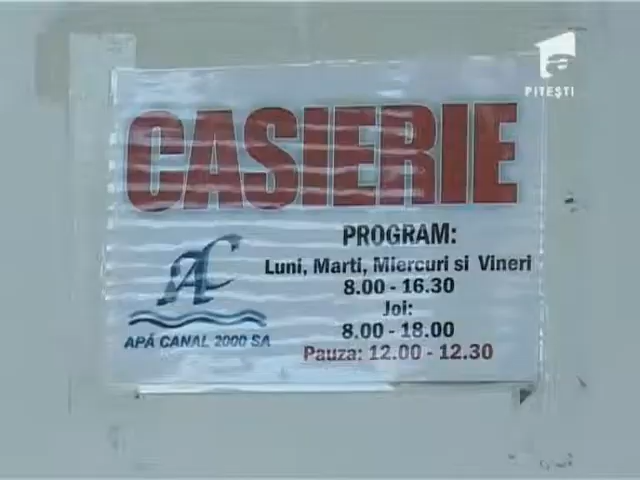 PITEȘTI
CASIERIE
PROGRAM:
Luni, Marti, Miercuri si Vineri
8.00 - 16.30
Joi:
8.00 - 18.00
Pauza: 12.00 - 12.30
AC
APĂ CANAL 2000 SA